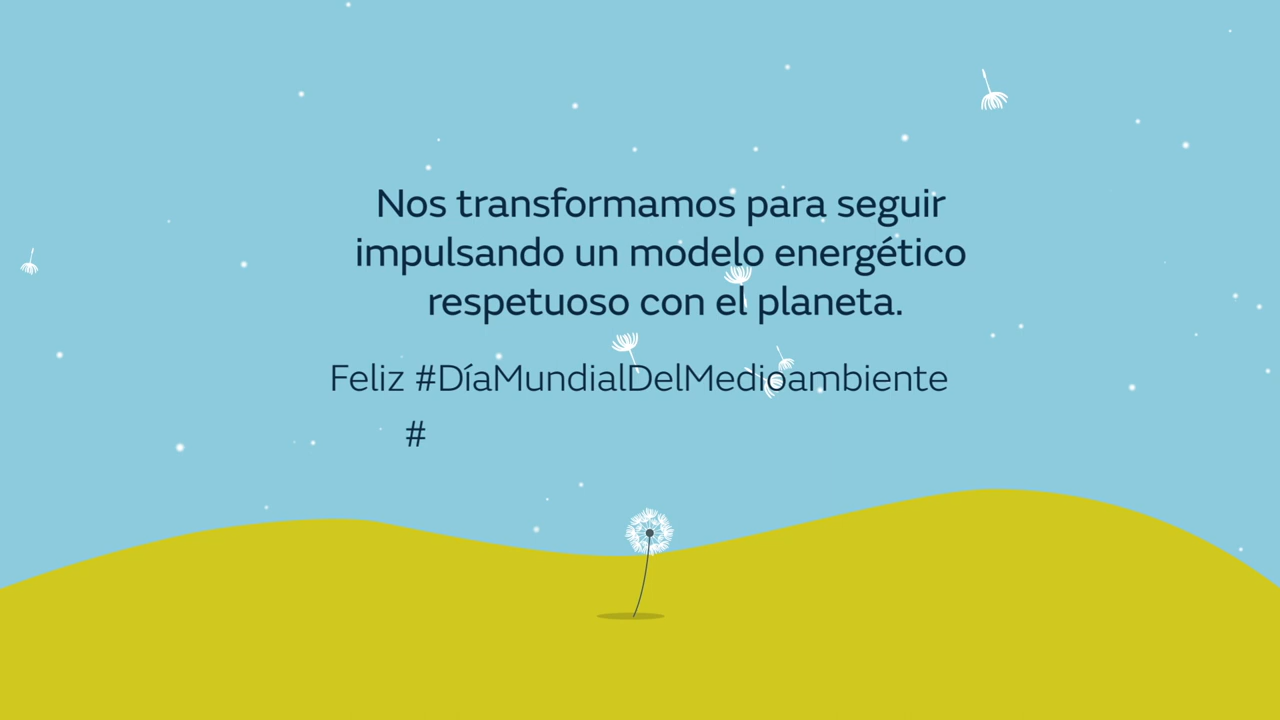 Nos transformamos para seguir
impulsando un modelo energético
respetuoso con el planeta.
Feliz #DíaMundialDelMedioambiente
#